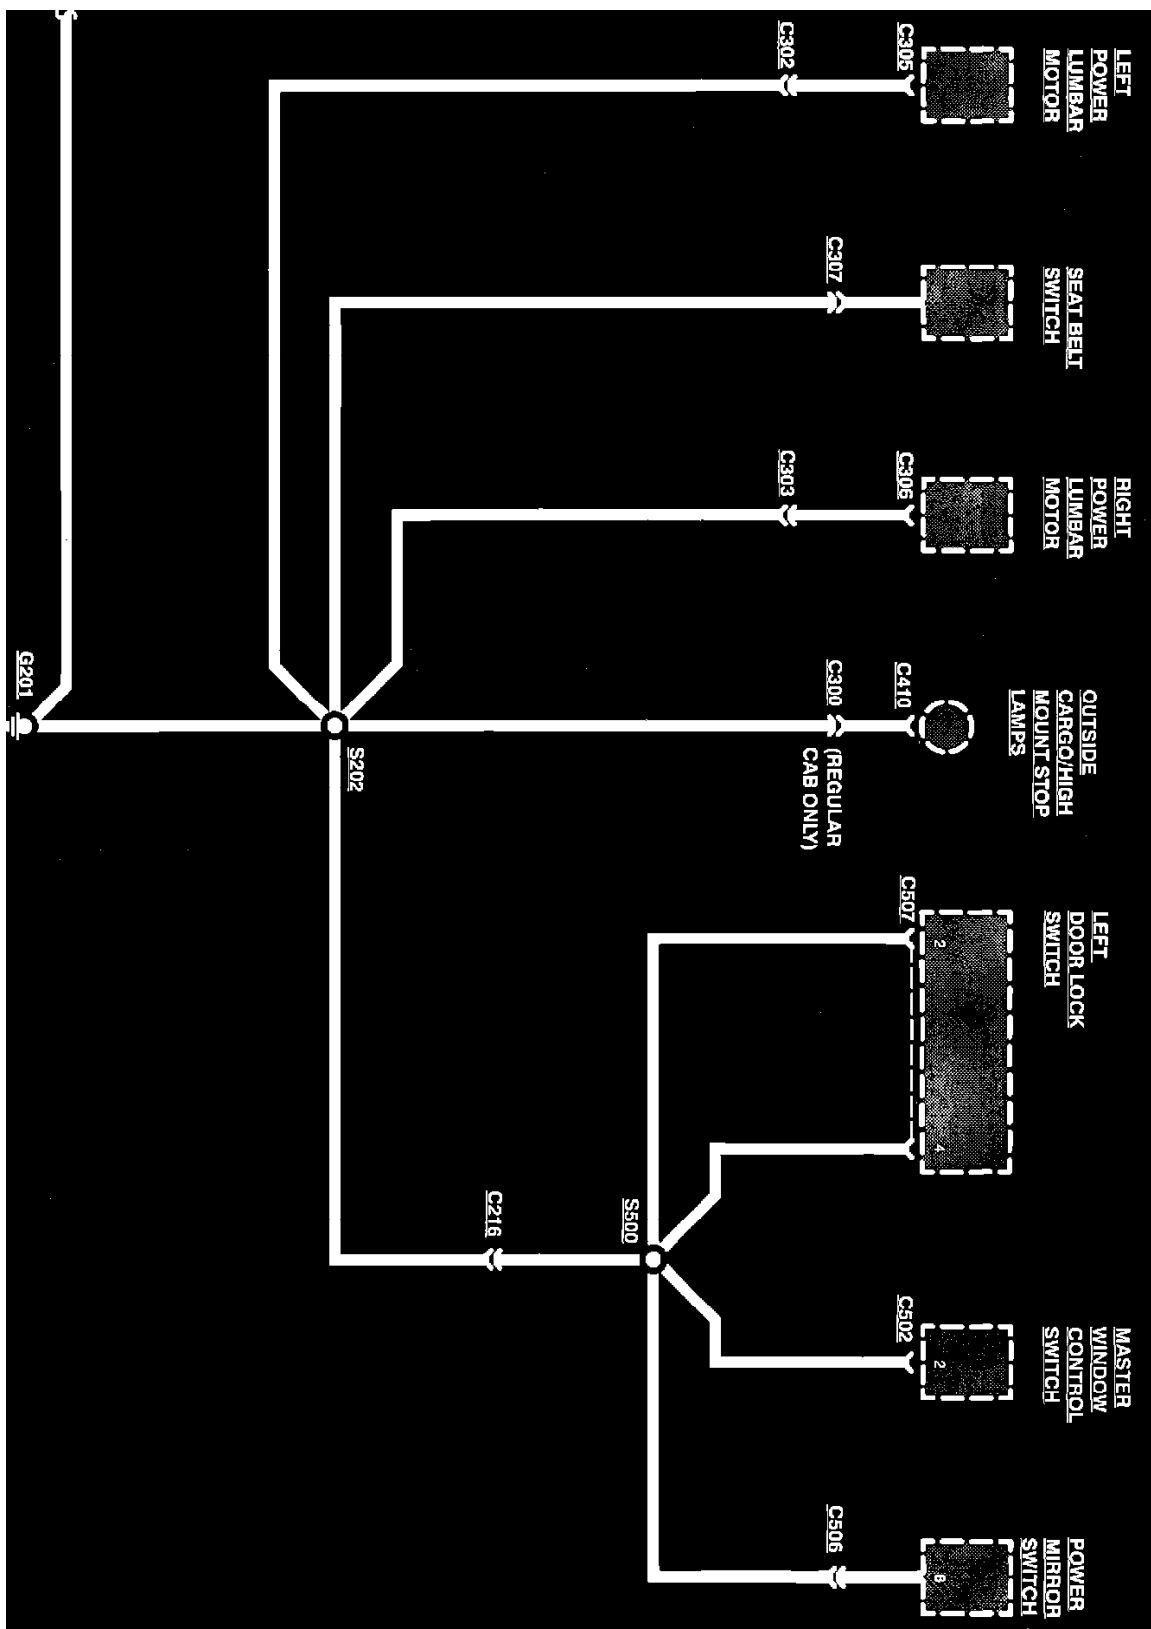 LEFT
POWER
LUMBAR
MOTOR
SEAT BELT
SWITCH
RIGHT
POWER
LUMBAR
MOTOR
OUTSIDE
CARGO/HIGH
MOUNT STOP
LAMPS
LEFT
DOOR LOCK
SWITCH
MASTER
WINDOW
CONTROL
SWITCH
POWER
MIRROR
SWITCH
2
4
2
B
C305
C306
C410
C507
C502
C302
C307
C303
C300
(REGULAR
CAB ONLY)
C506
S500
C216
S202
G201